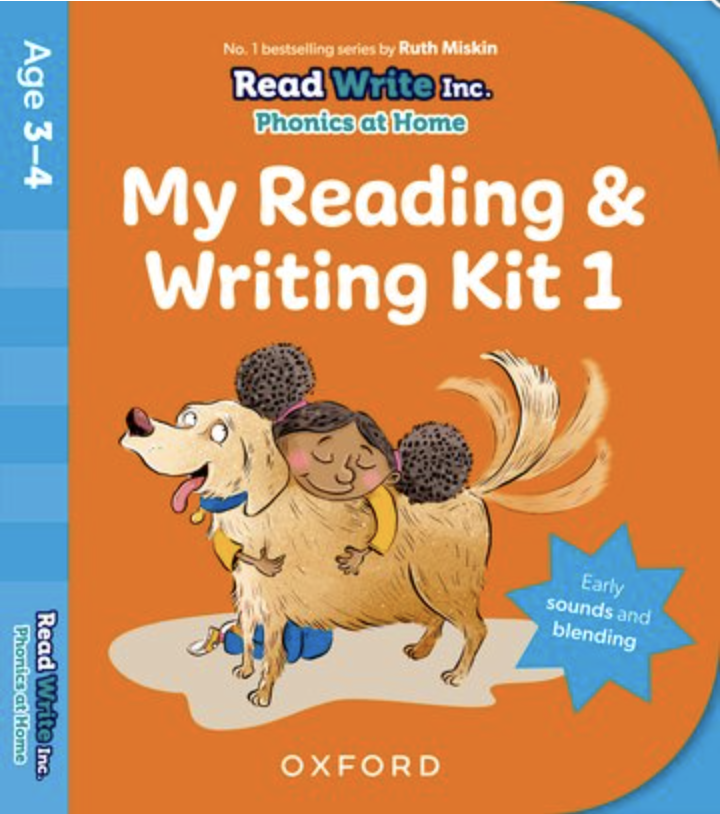 No. 1 bestselling series by Ruth Miskin
Read Write Inc.
Phonics at Home
My Reading &
Writing Kit 1
Early
sounds and
blending
OXFORD
Age 3–4
Read Write Inc.
Phonics at Home